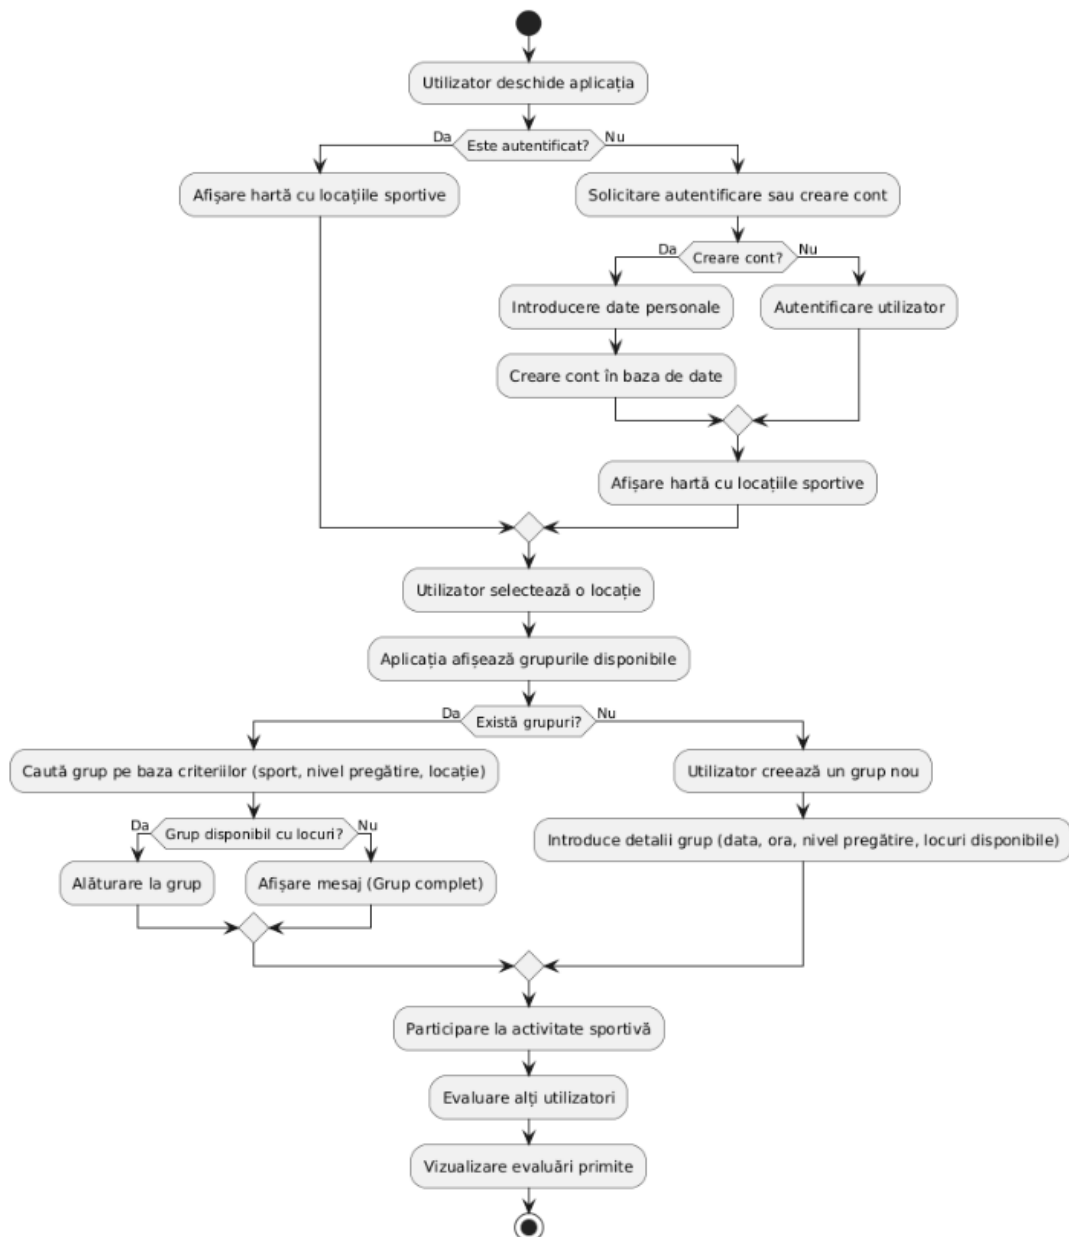 Utilizator deschide aplicația
Da
Este autentificat?
Nu
Afișare hartă cu locațiile sportive
Solicitare autentificare sau creare cont
Da
Creare cont?
Nu
Introducere date personale
Autentificare utilizator
Creare cont în baza de date
Afișare hartă cu locațiile sportive
Utilizator selectează o locație
Aplicația afișează grupurile disponibile
Da
Există grupuri?
Nu
Caută grup pe baza criteriilor (sport, nivel pregătire, locație)
Utilizator creează un grup nou
Da
Grup disponibil cu locuri?
Nu
Introduce detalii grup (data, ora, nivel pregătire, locuri disponibile)
Alăturare la grup
Afișare mesaj (Grup complet)
Participare la activitate sportivă
Evaluare alți utilizatori
Vizualizare evaluări primite